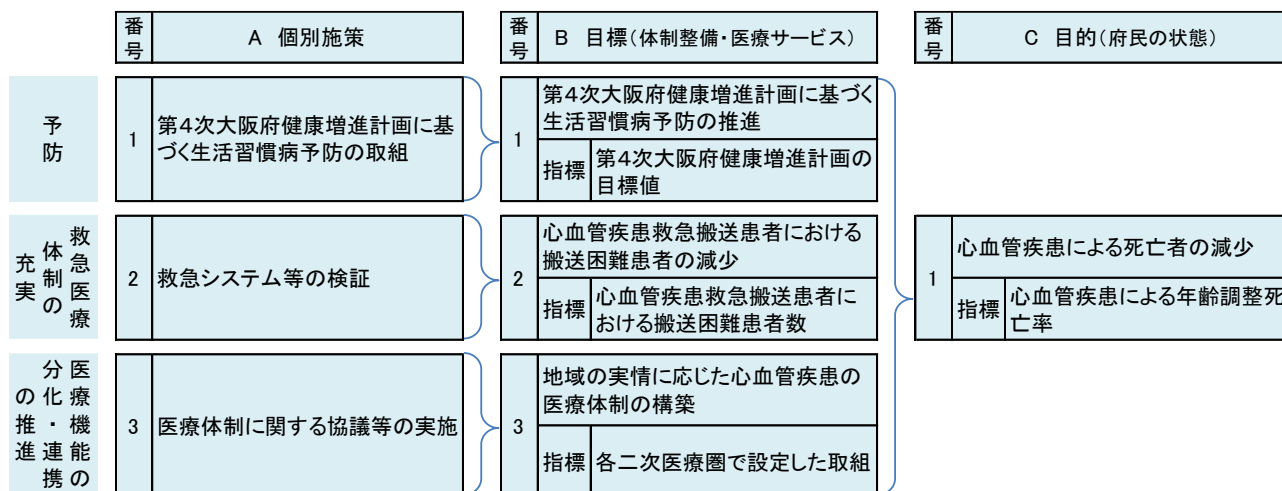 番号
A 個別施策
番号
B 目標(体制整備・医療サービス)
番号
C 目的(府民の状態)
予防
1
第4次大阪府健康増進計画に基
づく生活習慣病予防の取組
1
第4次大阪府健康増進計画に基づく
生活習慣病予防の推進
指標
第4次大阪府健康増進計画の
目標値
救急医療
体制の
充実
2
救急システム等の検証
2
心血管疾患救急搬送患者における
搬送困難患者の減少
指標
心血管疾患救急搬送患者に
おける搬送困難患者数
1
心血管疾患による死亡者の減少
指標
心血管疾患による年齢調整死
亡率
医療機能の
分化・連携
の推進
3
医療体制に関する協議等の実施
3
地域の実情に応じた心血管疾患の
医療体制の構築
指標
各二次医療圏で設定した取組